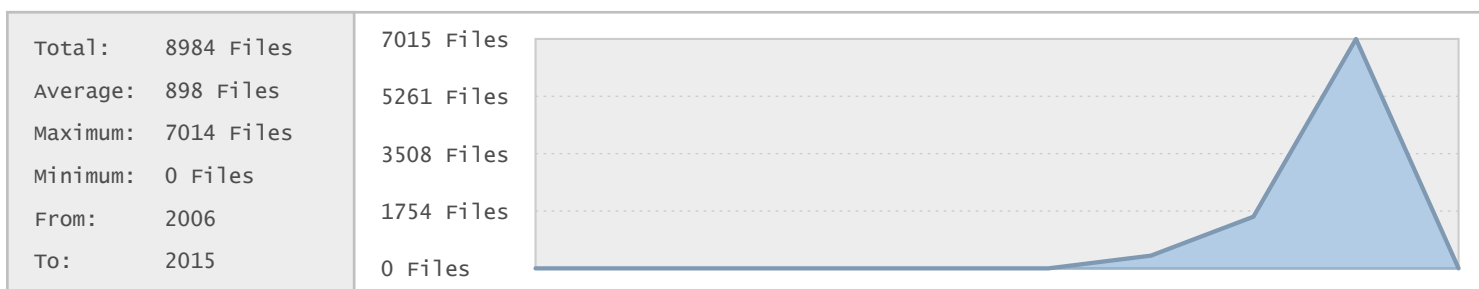 Total: 8984 Files
Average: 898 Files
Maximum: 7014 Files
Minimum: 0 Files
From: 2006
To: 2015
7015 Files
5261 Files
3508 Files
1754 Files
0 Files